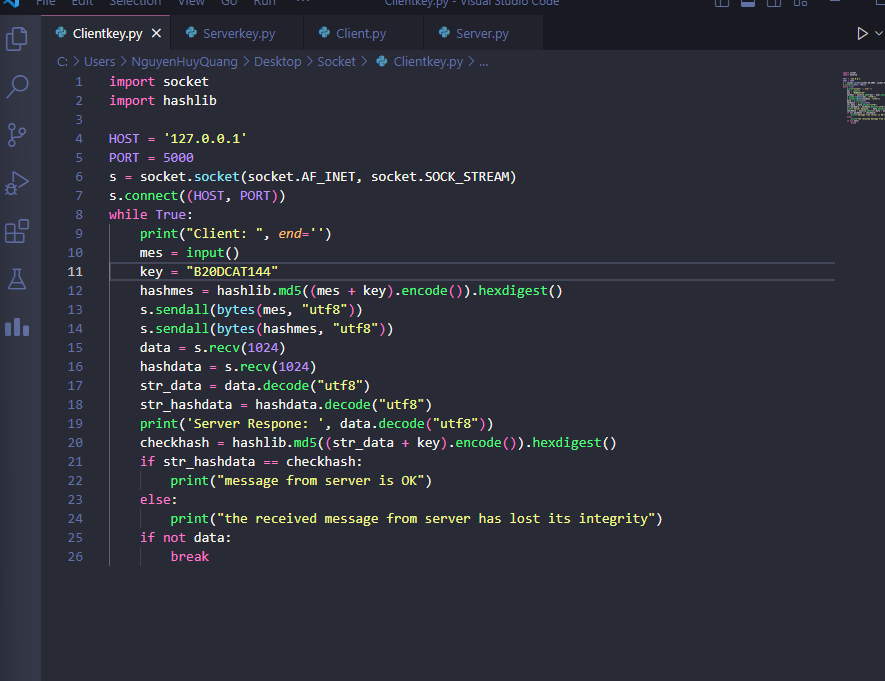 File Edit Selection View Go Run ··· Clientkey.py - Visual Studio Code
Clientkey.py × Serverkey.py Client.py Server.py
C: > Users > NguyenHuyQuang > Desktop > Socket > Clientkey.py > ...
1 import socket
2 import hashlib
3
4 HOST = '127.0.0.1'
5 PORT = 5000
6 s = socket.socket(socket.AF_INET, socket.SOCK_STREAM)
7 s.connect((HOST, PORT))
8 while True:
9     print("Client: ", end='')
10     mes = input()
11     key = "B20DCAT144"
12     hashmes = hashlib.md5((mes + key).encode()).hexdigest()
13     s.sendall(bytes(mes, "utf8"))
14     s.sendall(bytes(hashmes, "utf8"))
15     data = s.recv(1024)
16     hashdata = s.recv(1024)
17     str_data = data.decode("utf8")
18     str_hashdata = hashdata.decode("utf8")
19     print('Server Respone: ', data.decode("utf8"))
20     checkhash = hashlib.md5((str_data + key).encode()).hexdigest()
21     if str_hashdata == checkhash:
22         print("message from server is OK")
23     else:
24         print("the received message from server has lost its integrity")
25     if not data:
26         break